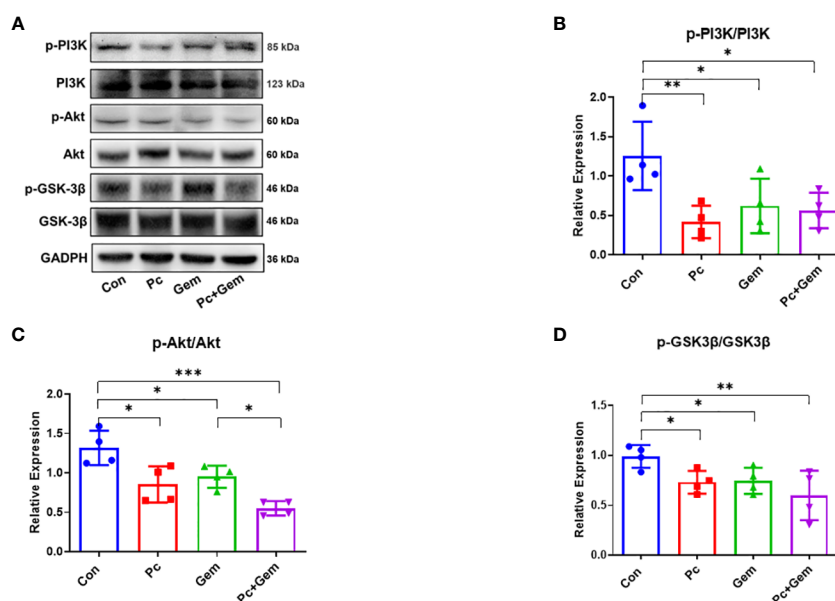 A
p-PI3K
85 kDa
PI3K
123 kDa
p-Akt
60 kDa
Akt
60 kDa
p-GSK-3β
46 kDa
GSK-3β
46 kDa
GADPH
36 kDa
Con Pc Gem Pc+Gem
B
p-PI3K/PI3K
*
*
**
Relative Expression
2.0
1.5
1.0
0.5
0.0
Con Pc Gem Pc+Gem
C
p-Akt/Akt
***
*
* *
Relative Expression
2.0
1.5
1.0
0.5
0.0
Con Pc Gem Pc+Gem
D
p-GSK3β/GSK3β
**
*
*
Relative Expression
1.5
1.0
0.5
0.0
Con Pc Gem Pc+Gem